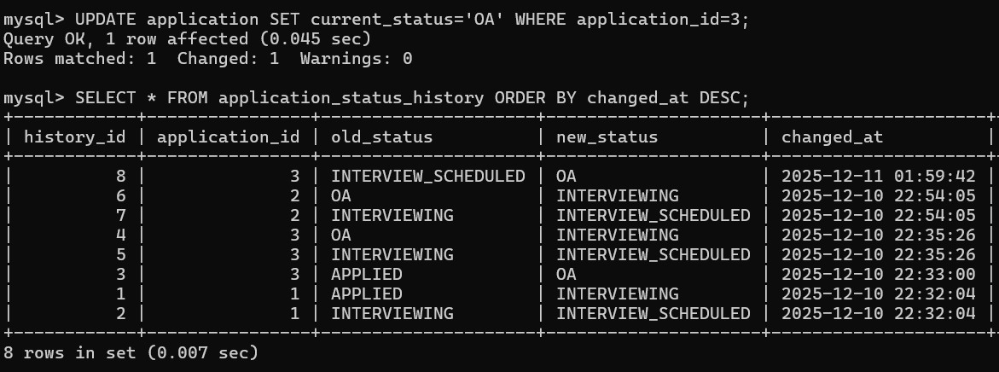 mysql> UPDATE application SET current_status='OA' WHERE application_id=3;
Query OK, 1 row affected (0.045 sec)
Rows matched: 1  Changed: 1  Warnings: 0

mysql> SELECT * FROM application_status_history ORDER BY changed_at DESC;
+------------+----------------+---------------------+---------------------+---------------------+
| history_id | application_id | old_status          | new_status          | changed_at          |
+------------+----------------+---------------------+---------------------+---------------------+
|          8 |              3 | INTERVIEW_SCHEDULED | OA                  | 2025-12-11 01:59:42 |
|          6 |              2 | OA                  | INTERVIEWING        | 2025-12-10 22:54:05 |
|          7 |              2 | INTERVIEWING        | INTERVIEW_SCHEDULED | 2025-12-10 22:54:05 |
|          4 |              3 | OA                  | INTERVIEWING        | 2025-12-10 22:35:26 |
|          5 |              3 | INTERVIEWING        | INTERVIEW_SCHEDULED | 2025-12-10 22:35:26 |
|          3 |              3 | APPLIED             | OA                  | 2025-12-10 22:33:00 |
|          1 |              1 | APPLIED             | INTERVIEWING        | 2025-12-10 22:32:04 |
|          2 |              1 | INTERVIEWING        | INTERVIEW_SCHEDULED | 2025-12-10 22:32:04 |
+------------+----------------+---------------------+---------------------+---------------------+
8 rows in set (0.007 sec)